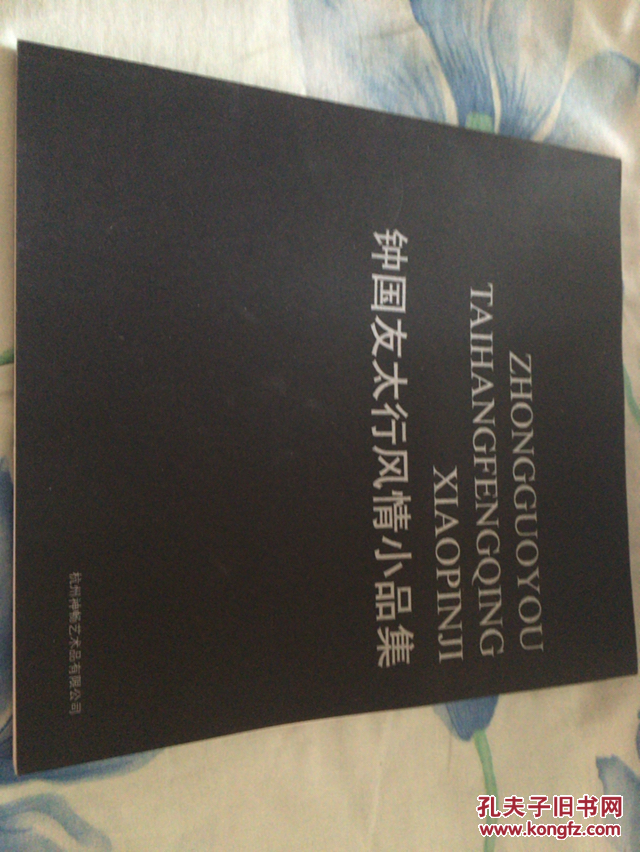 ZHONGGUOYOU
TAIHANGFENGQING
XIAOPINJI
钟国友太行风情小品集
杭州神畅艺术品有限公司
孔夫子旧书网
www.kongfz.com